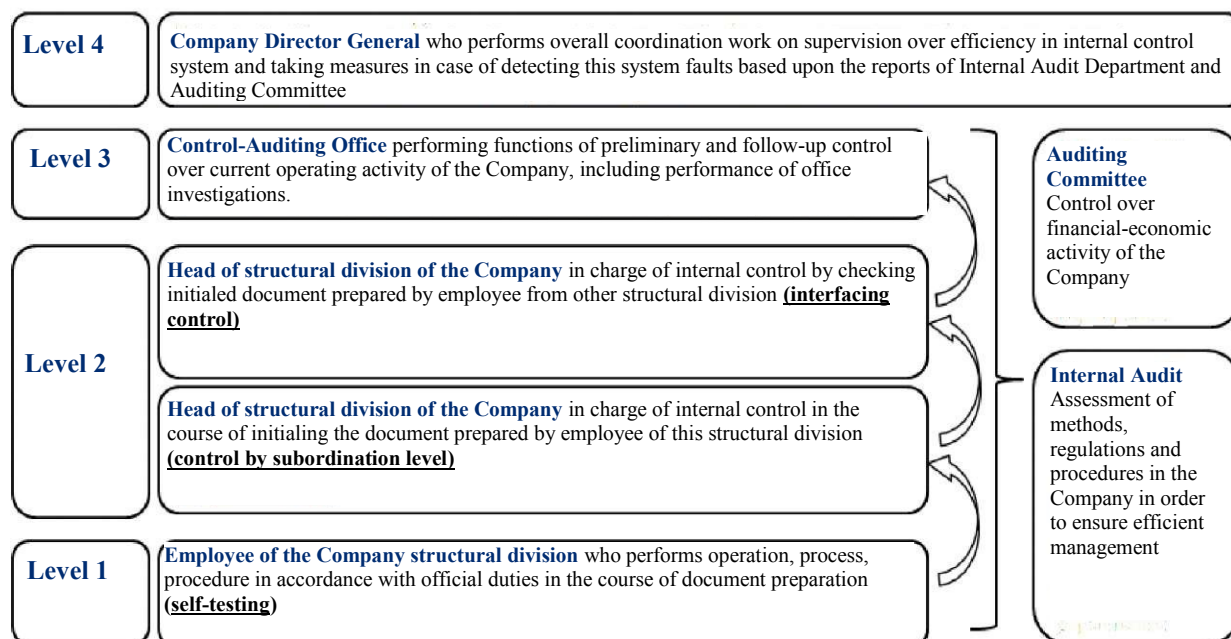 Level 4
Company Director General who performs overall coordination work on supervision over efficiency in internal control
system and taking measures in case of detecting this system faults based upon the reports of Internal Audit Department and
Auditing Committee
Level 3
Control-Auditing Office performing functions of preliminary and follow-up control
over current operating activity of the Company, including performance of office
investigations.
Level 2
Head of structural division of the Company in charge of internal control by checking
initialed document prepared by employee from other structural division (interfacing
control)
Head of structural division of the Company in charge of internal control in the
course of initialing the document prepared by employee of this structural division
(control by subordination level)
Level 1
Employee of the Company structural division who performs operation, process,
procedure in accordance with official duties in the course of document preparation
(self-testing)
Auditing
Committee
Control over
financial-economic
activity of the
Company
Internal Audit
Assessment of
methods,
regulations and
procedures in the
Company in order
to ensure efficient
management